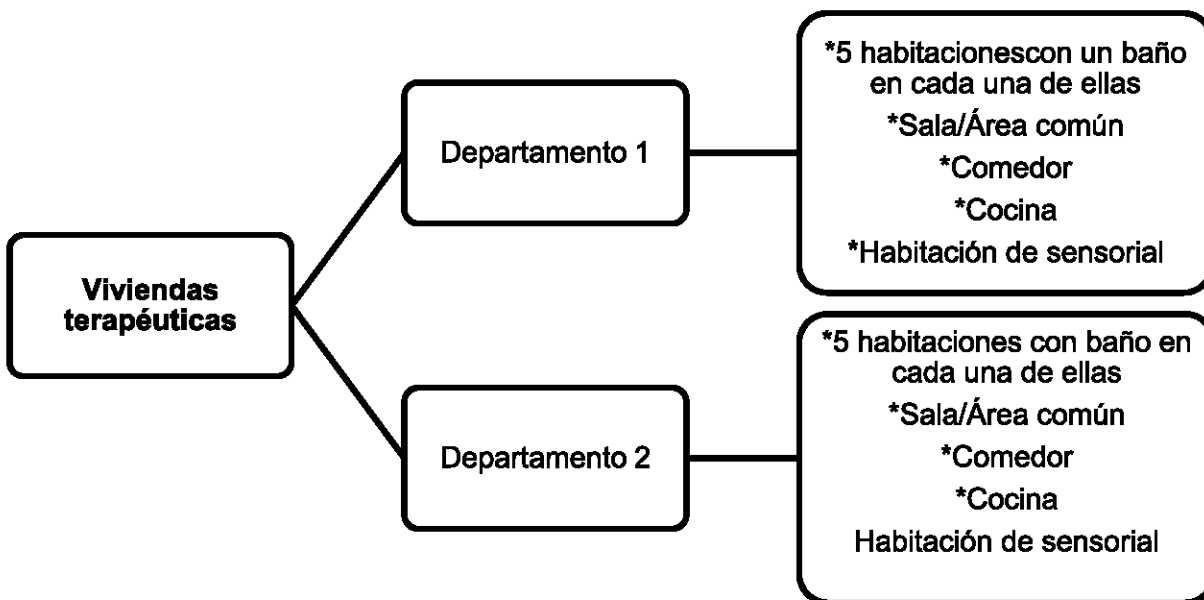 Viviendas
terapéuticas
Departamento 1
*5 habitacionescon un baño
en cada una de ellas
*Sala/Área común
*Comedor
*Cocina
*Habitación de sensorial
Departamento 2
*5 habitaciones con baño en
cada una de ellas
*Sala/Área común
*Comedor
*Cocina
Habitación de sensorial